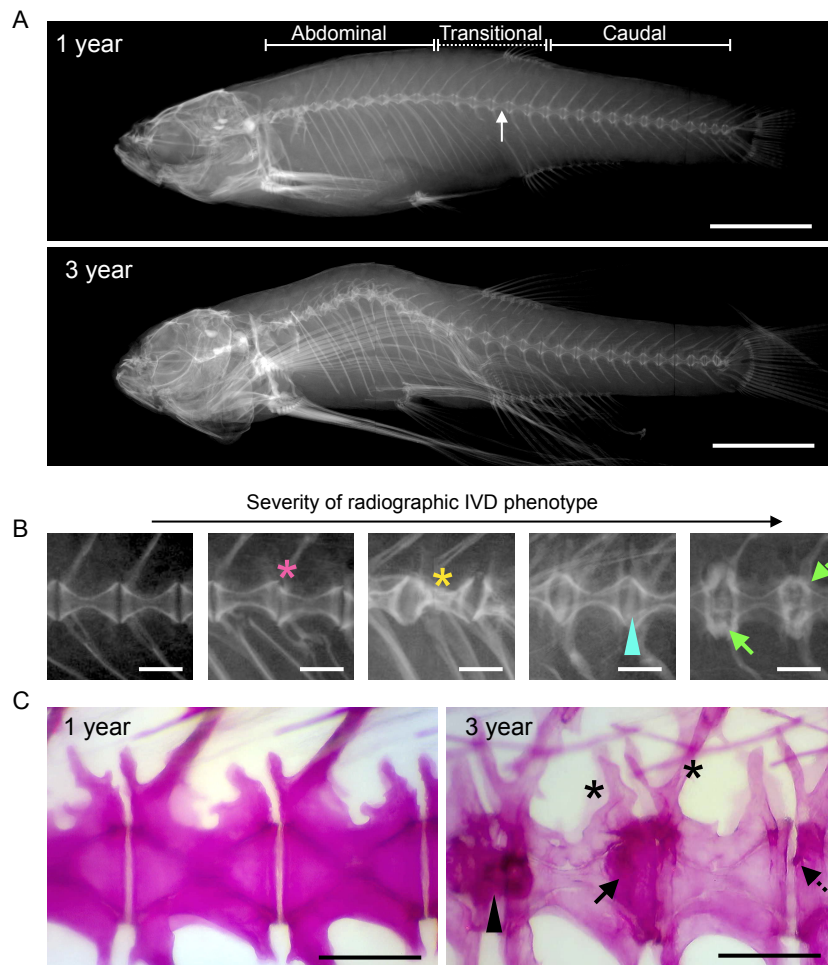 A
1 year
Abdominal
Transitional
Caudal
3 year
Severity of radiographic IVD phenotype
B
*
*
C
1 year
3 year
*
*